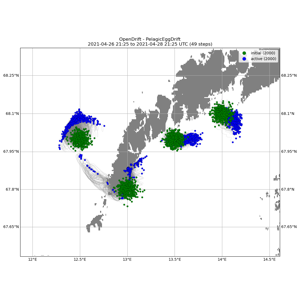 OpenDrift - PelagicEggDrift
2021-04-26 21:25 to 2021-04-28 21:25 UTC (49 steps)
initial (2000)
active (2000)
68.25°N
68.25°N
68.1°N
68.1°N
67.95°N
67.95°N
67.8°N
67.8°N
67.65°N
67.65°N
12°E
12.5°E
13°E
13.5°E
14°E
14.5°E